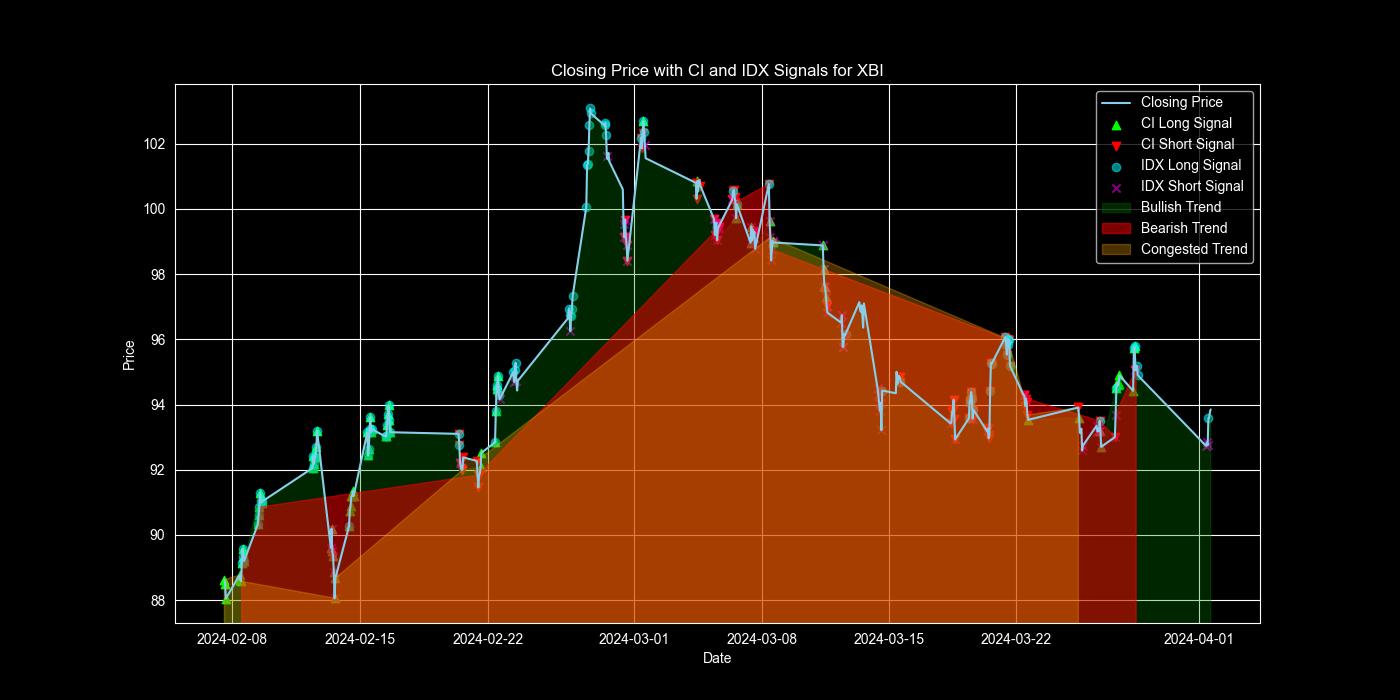 Closing Price with CI and IDX Signals for XBI
Closing Price
CI Long Signal
CI Short Signal
IDX Long Signal
IDX Short Signal
Bullish Trend
Bearish Trend
Congested Trend
Price
102
100
98
96
94
92
90
88
2024-02-08
2024-02-15
2024-02-22
2024-03-01
2024-03-08
2024-03-15
2024-03-22
2024-04-01
Date